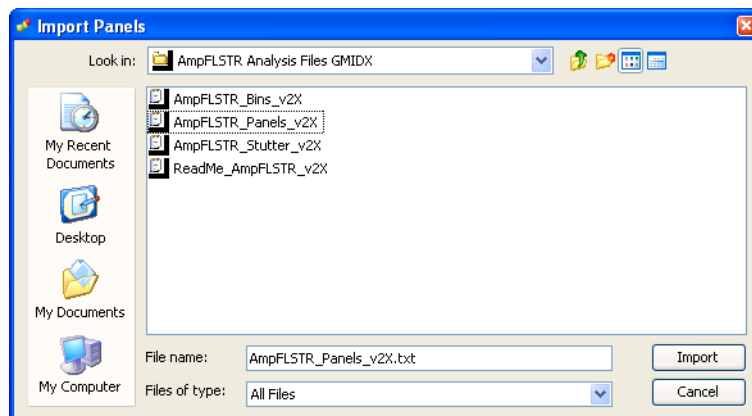 Import Panels
Look in: AmpFLSTR Analysis Files GMIDX
My Recent
Documents
Desktop
My Documents
My Computer
AmpFLSTR_Bins_v2X
AmpFLSTR_Panels_v2X
AmpFLSTR_Stutter_v2X
ReadMe_AmpFLSTR_v2X
File name: AmpFLSTR_Panels_v2X.txt Import
Files of type: All Files Cancel